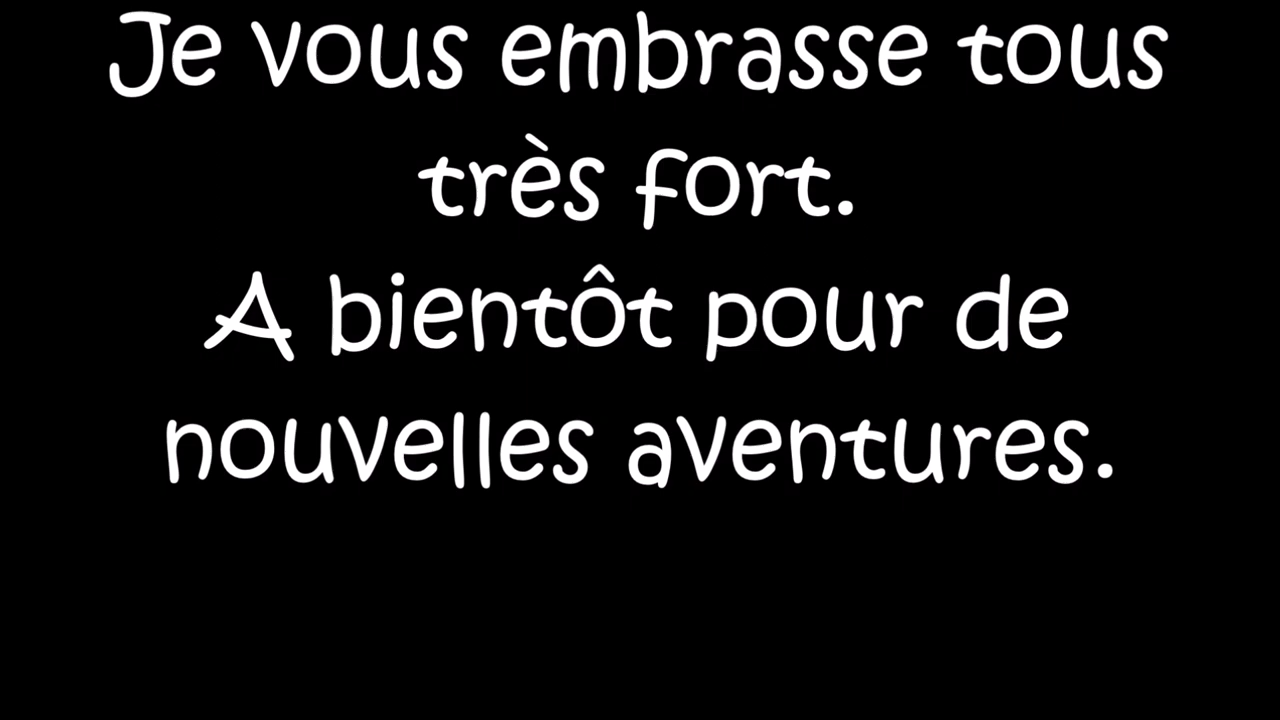 Je vous embrasse tous
très fort.
A bientôt pour de
nouvelles aventures.